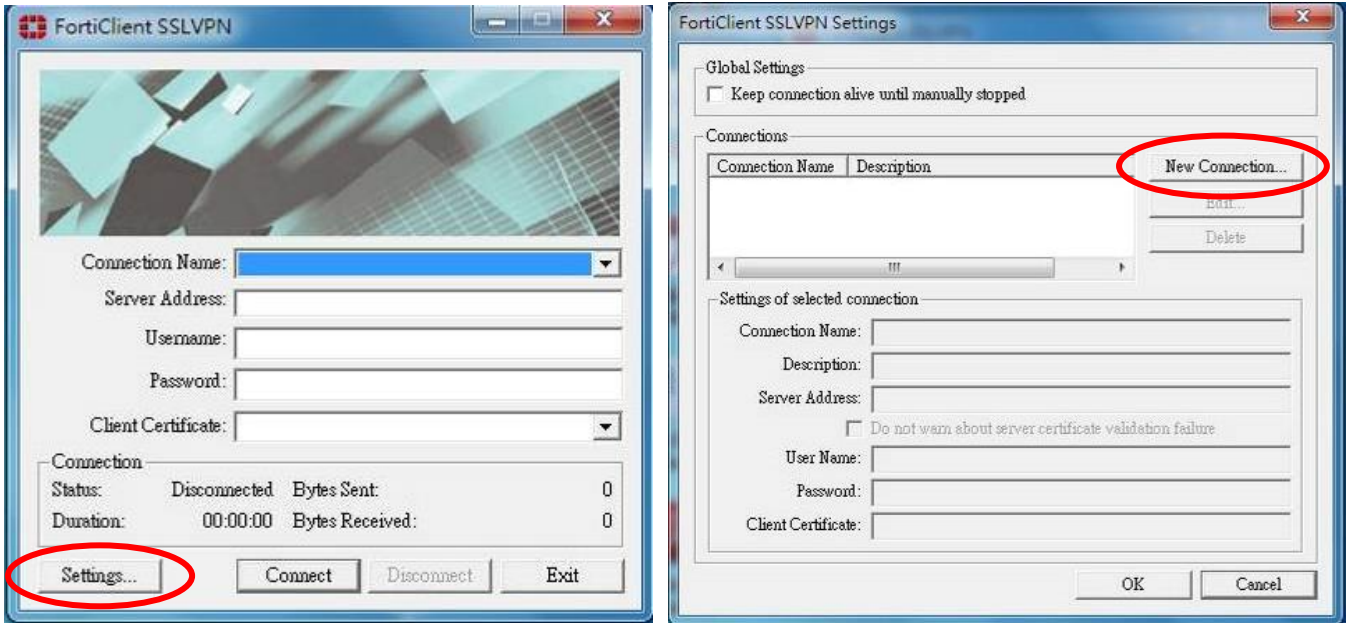 FortiClient SSLVPN
Connection Name:
Server Address:
Username:
Password:
Client Certificate:
Connection
Status: Disconnected Bytes Sent: 0
Duration: 00:00:00 Bytes Received: 0
Settings... Connect Disconnect Exit
FortiClient SSLVPN Settings
Global Settings
Keep connection alive until manually stopped
Connections
Connection Name Description New Connection...
Edit...
Delete
Settings of selected connection
Connection Name:
Description:
Server Address:
Do not warn about server certificate validation failure
User Name:
Password:
Client Certificate:
OK Cancel